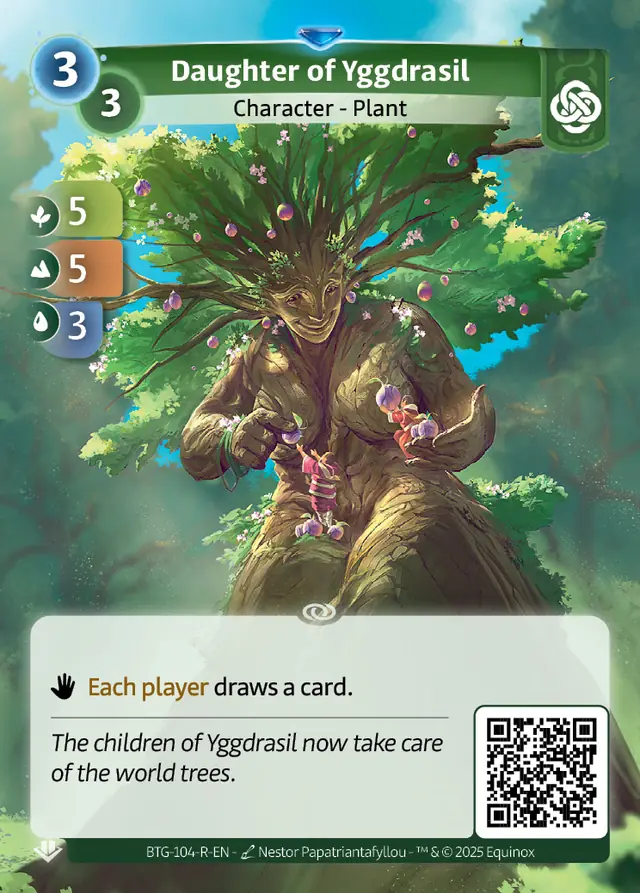 3
Daughter of Yggdrasil
3
Character - Plant
5
5
3
Each player draws a card.
The children of Yggdrasil now take care
of the world trees.
BTG-104-R-EN - Nestor Papatriantafyllou - ™ & © 2025 Equinox